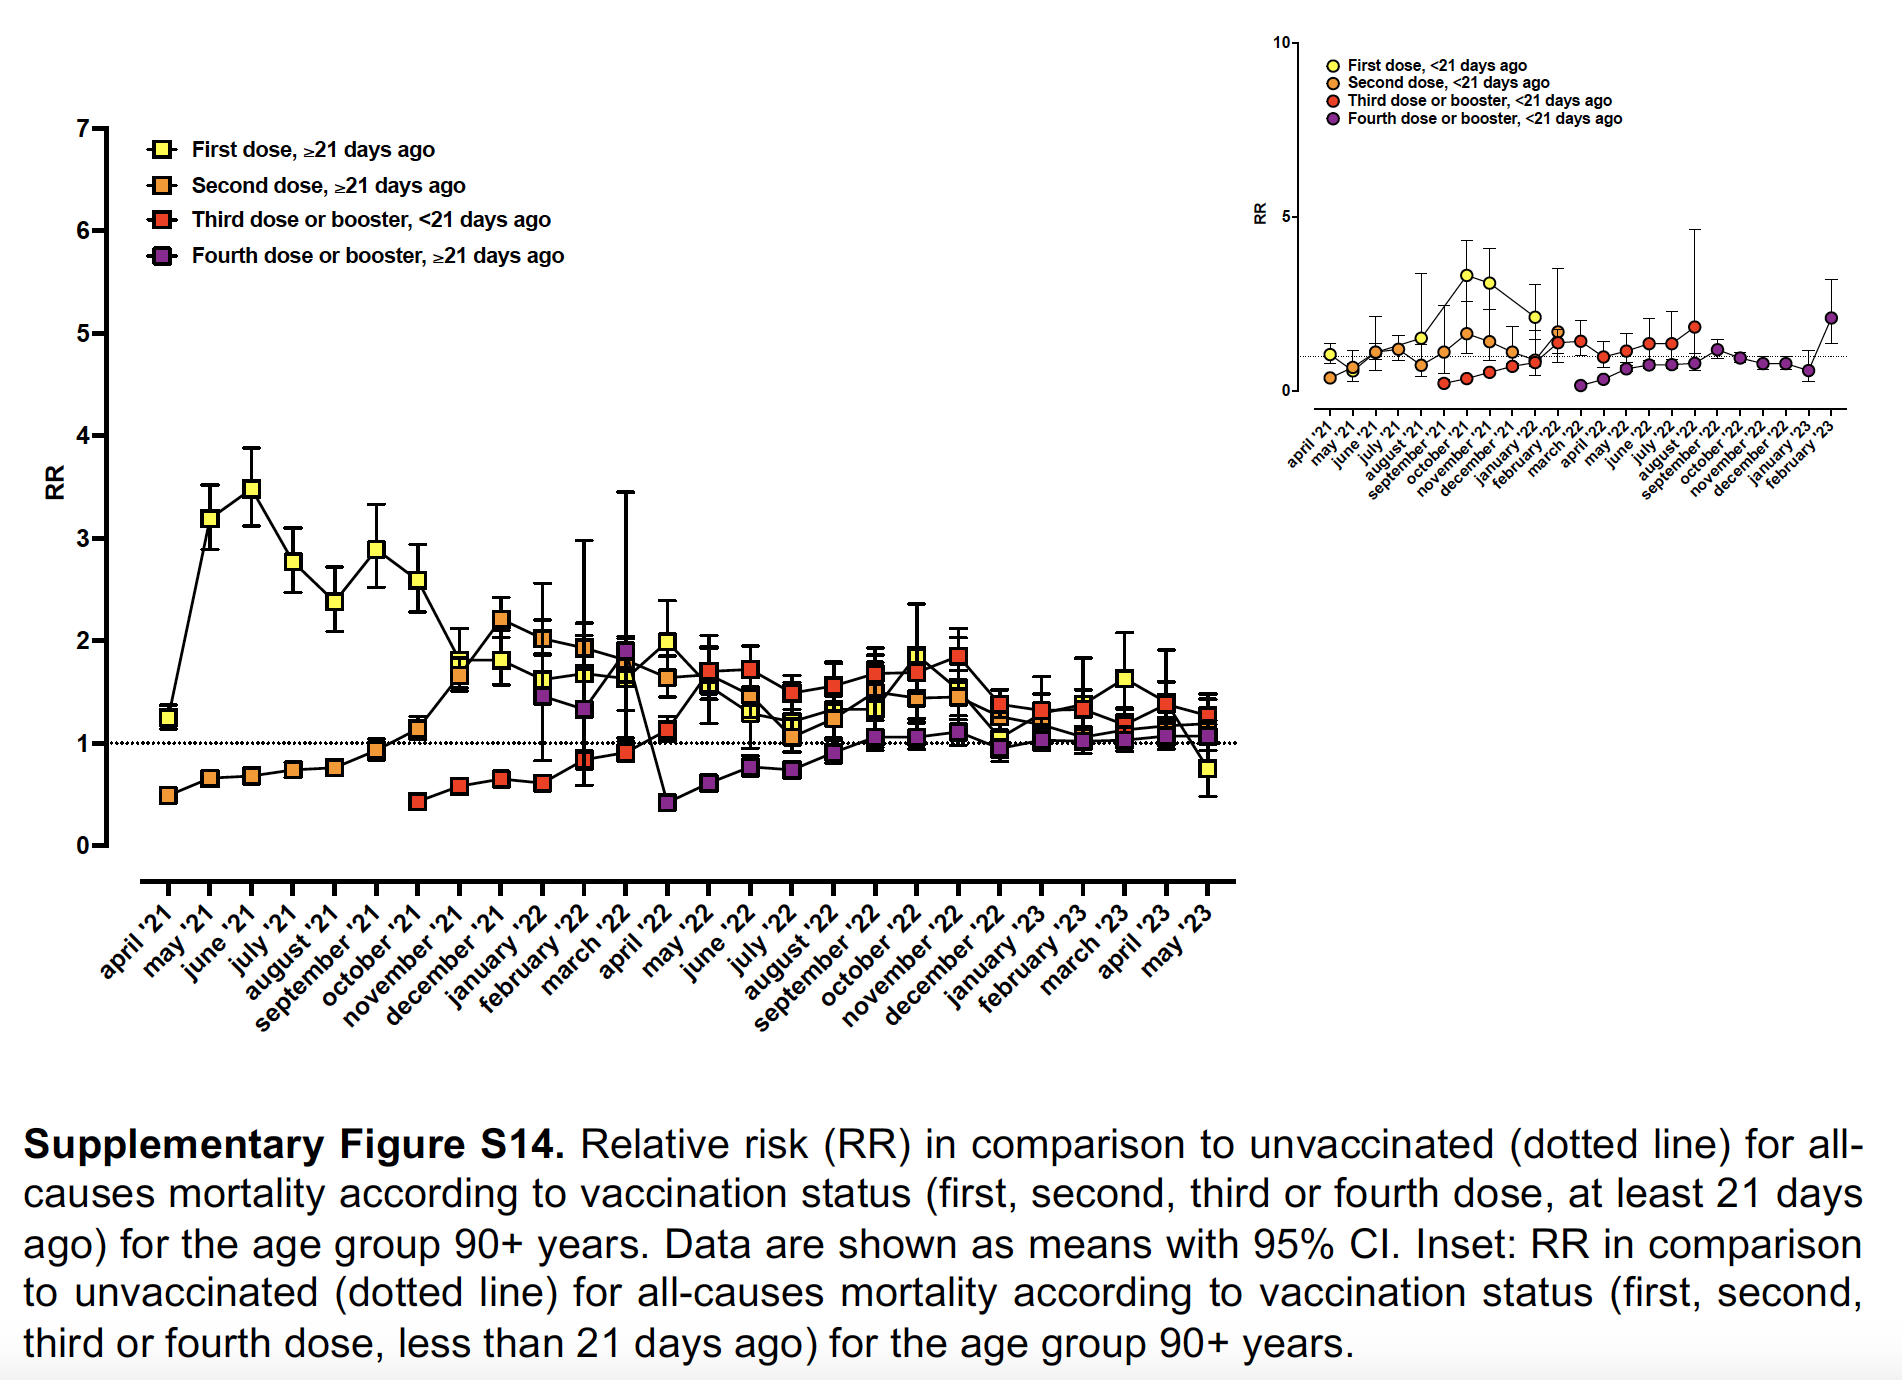 7
6
5
4
3
2
1
0
RR
First dose, ≥21 days ago
Second dose, ≥21 days ago
Third dose or booster, <21 days ago
Fourth dose or booster, ≥21 days ago
april '21
may '21
june '21
july '21
august '21
september '21
october '21
november '21
december '21
january '22
february '22
march '22
april '22
may '22
june '22
july '22
august '22
september '22
october '22
november '22
december '22
january '23
february '23
march '23
april '23
may '23
10
5
0
RR
First dose, <21 days ago
Second dose, <21 days ago
Third dose or booster, <21 days ago
Fourth dose or booster, <21 days ago
april '21
may '21
june '21
july '21
august '21
september '21
october '21
november '21
december '21
january '22
february '22
march '22
april '22
may '22
june '22
july '22
august '22
september '22
october '22
november '22
december '22
january '23
february '23
Supplementary Figure S14. Relative risk (RR) in comparison to unvaccinated (dotted line) for all-
causes mortality according to vaccination status (first, second, third or fourth dose, at least 21 days
ago) for the age group 90+ years. Data are shown as means with 95% CI. Inset: RR in comparison
to unvaccinated (dotted line) for all-causes mortality according to vaccination status (first, second,
third or fourth dose, less than 21 days ago) for the age group 90+ years.